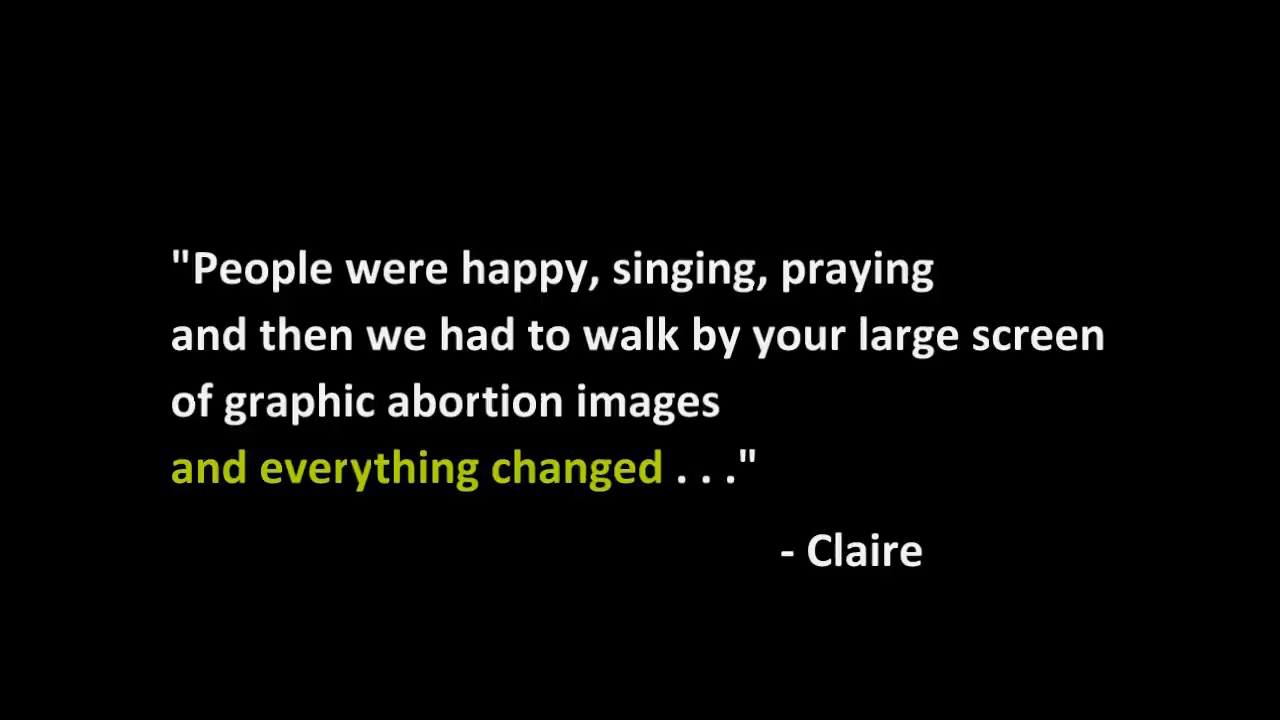 "People were happy, singing, praying
and then we had to walk by your large screen
of graphic abortion images
and everything changed . . ."
- Claire